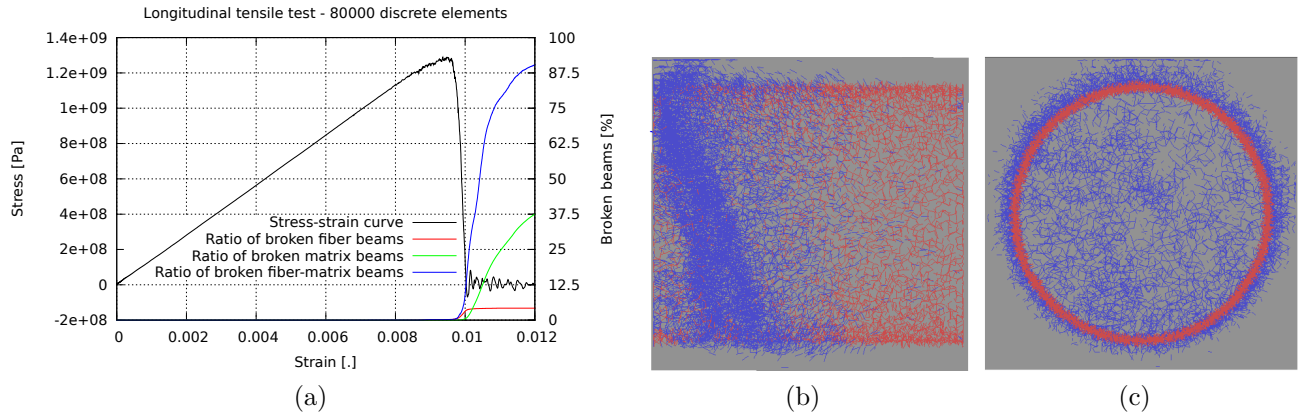 Longitudinal tensile test - 80000 discrete elements
1.4e+09
1.2e+09
1e+09
8e+08
6e+08
4e+08
2e+08
0
-2e+08
Stress [Pa]
100
87.5
75
62.5
50
37.5
25
12.5
0
Broken beams [%]
Stress-strain curve
Ratio of broken fiber beams
Ratio of broken matrix beams
Ratio of broken fiber-matrix beams
0 0.002 0.004 0.006 0.008 0.01 0.012
Strain [.]
(a) (b) (c)